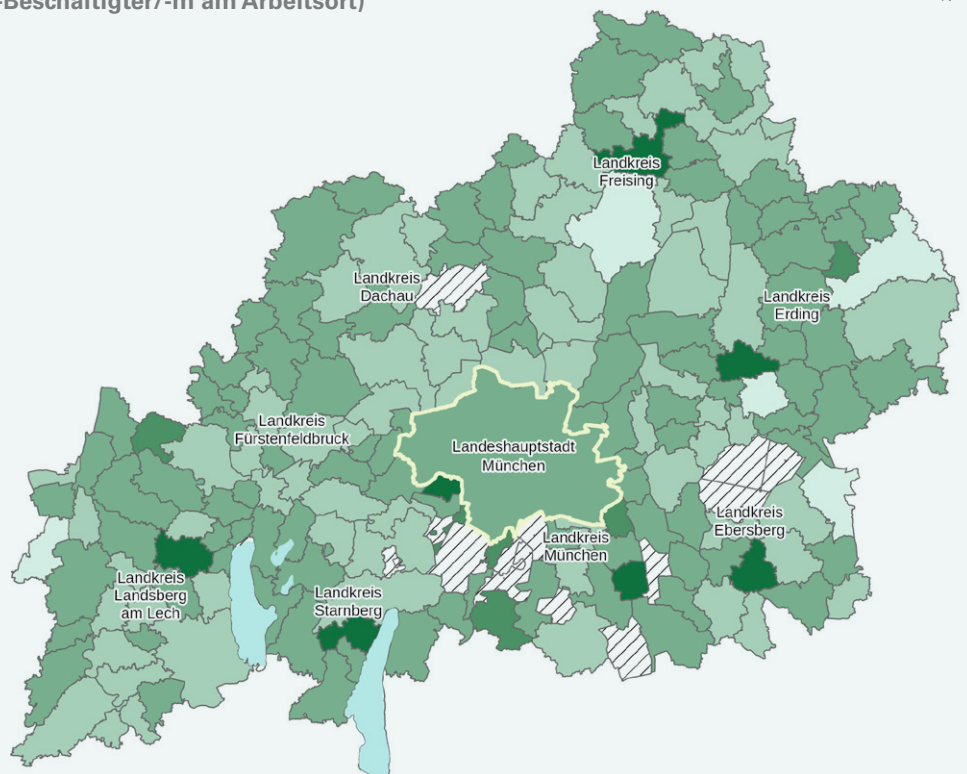 -Beschäftigter/-m am Arbeitsort)
Landkreis
Freising
Landkreis
Dachau
Landkreis
Erding
Landkreis
Fürstenfeldbruck
Landeshauptstadt
München
Landkreis
Ebersberg
Landkreis
München
Landkreis
Landsberg
am Lech
Landkreis
Starnberg